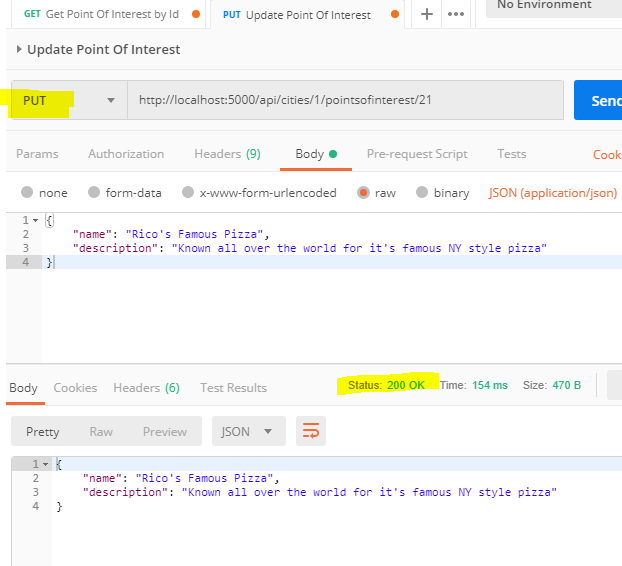 GET Get Point Of Interest by Id PUT Update Point Of Interest + ••• No Environment
Update Point Of Interest
PUT http://localhost:5000/api/cities/1/pointsofinterest/21 Send
Params Authorization Headers (9) Body Pre-request Script Tests Cook
none form-data x-www-form-urlencoded raw binary JSON (application/json)
1 {
2 "name": "Rico's Famous Pizza",
3 "description": "Known all over the world for it's famous NY style pizza"
4 }
Body Cookies Headers (6) Test Results Status: 200 OK Time: 154 ms Size: 470 B
Pretty Raw Preview JSON
1 {
2 "name": "Rico's Famous Pizza",
3 "description": "Known all over the world for it's famous NY style pizza"
4 }